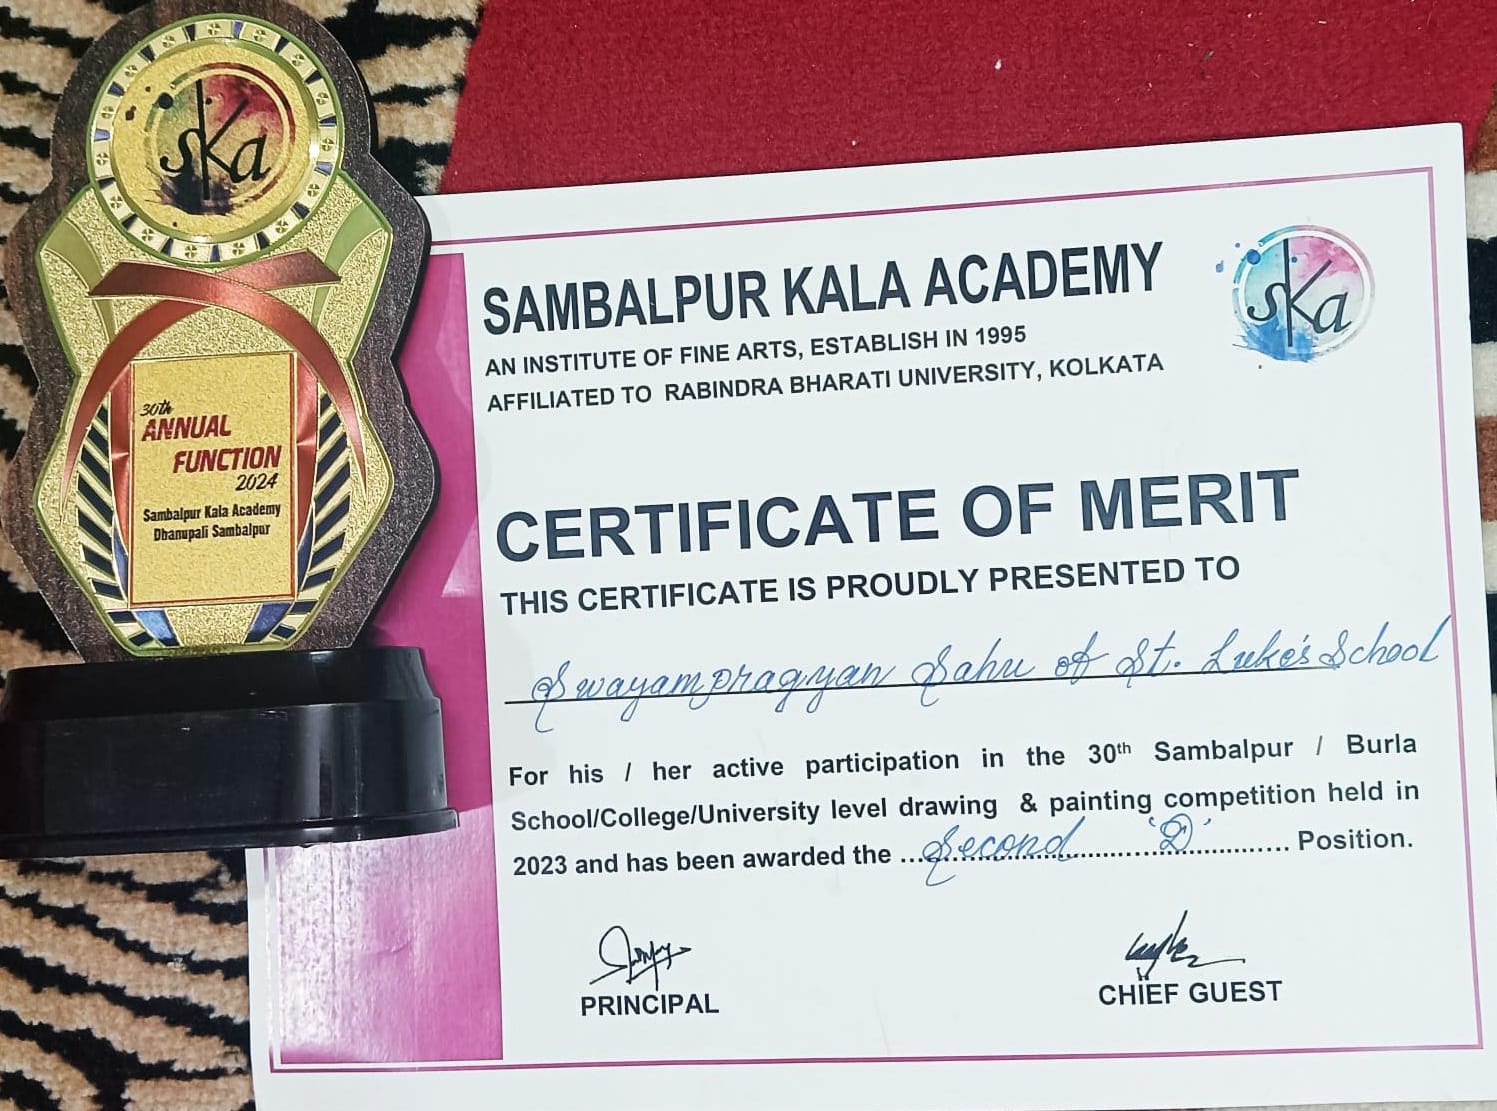 sKa
30th
ANNUAL
FUNCTION
2024
Sambalpur Kala Academy
Dhanupali Sambalpur
SAMBALPUR KALA ACADEMY
AN INSTITUTE OF FINE ARTS, ESTABLISH IN 1995
AFFILIATED TO RABINDRA BHARATI UNIVERSITY, KOLKATA
sKa
CERTIFICATE OF MERIT
THIS CERTIFICATE IS PROUDLY PRESENTED TO
Swayampragyan Sahu of St. Luke's School
For his / her active participation in the 30th Sambalpur / Burla
School/College/University level drawing & painting competition held in
2023 and has been awarded the ...Second 'D'... Position.
PRINCIPAL
CHIEF GUEST